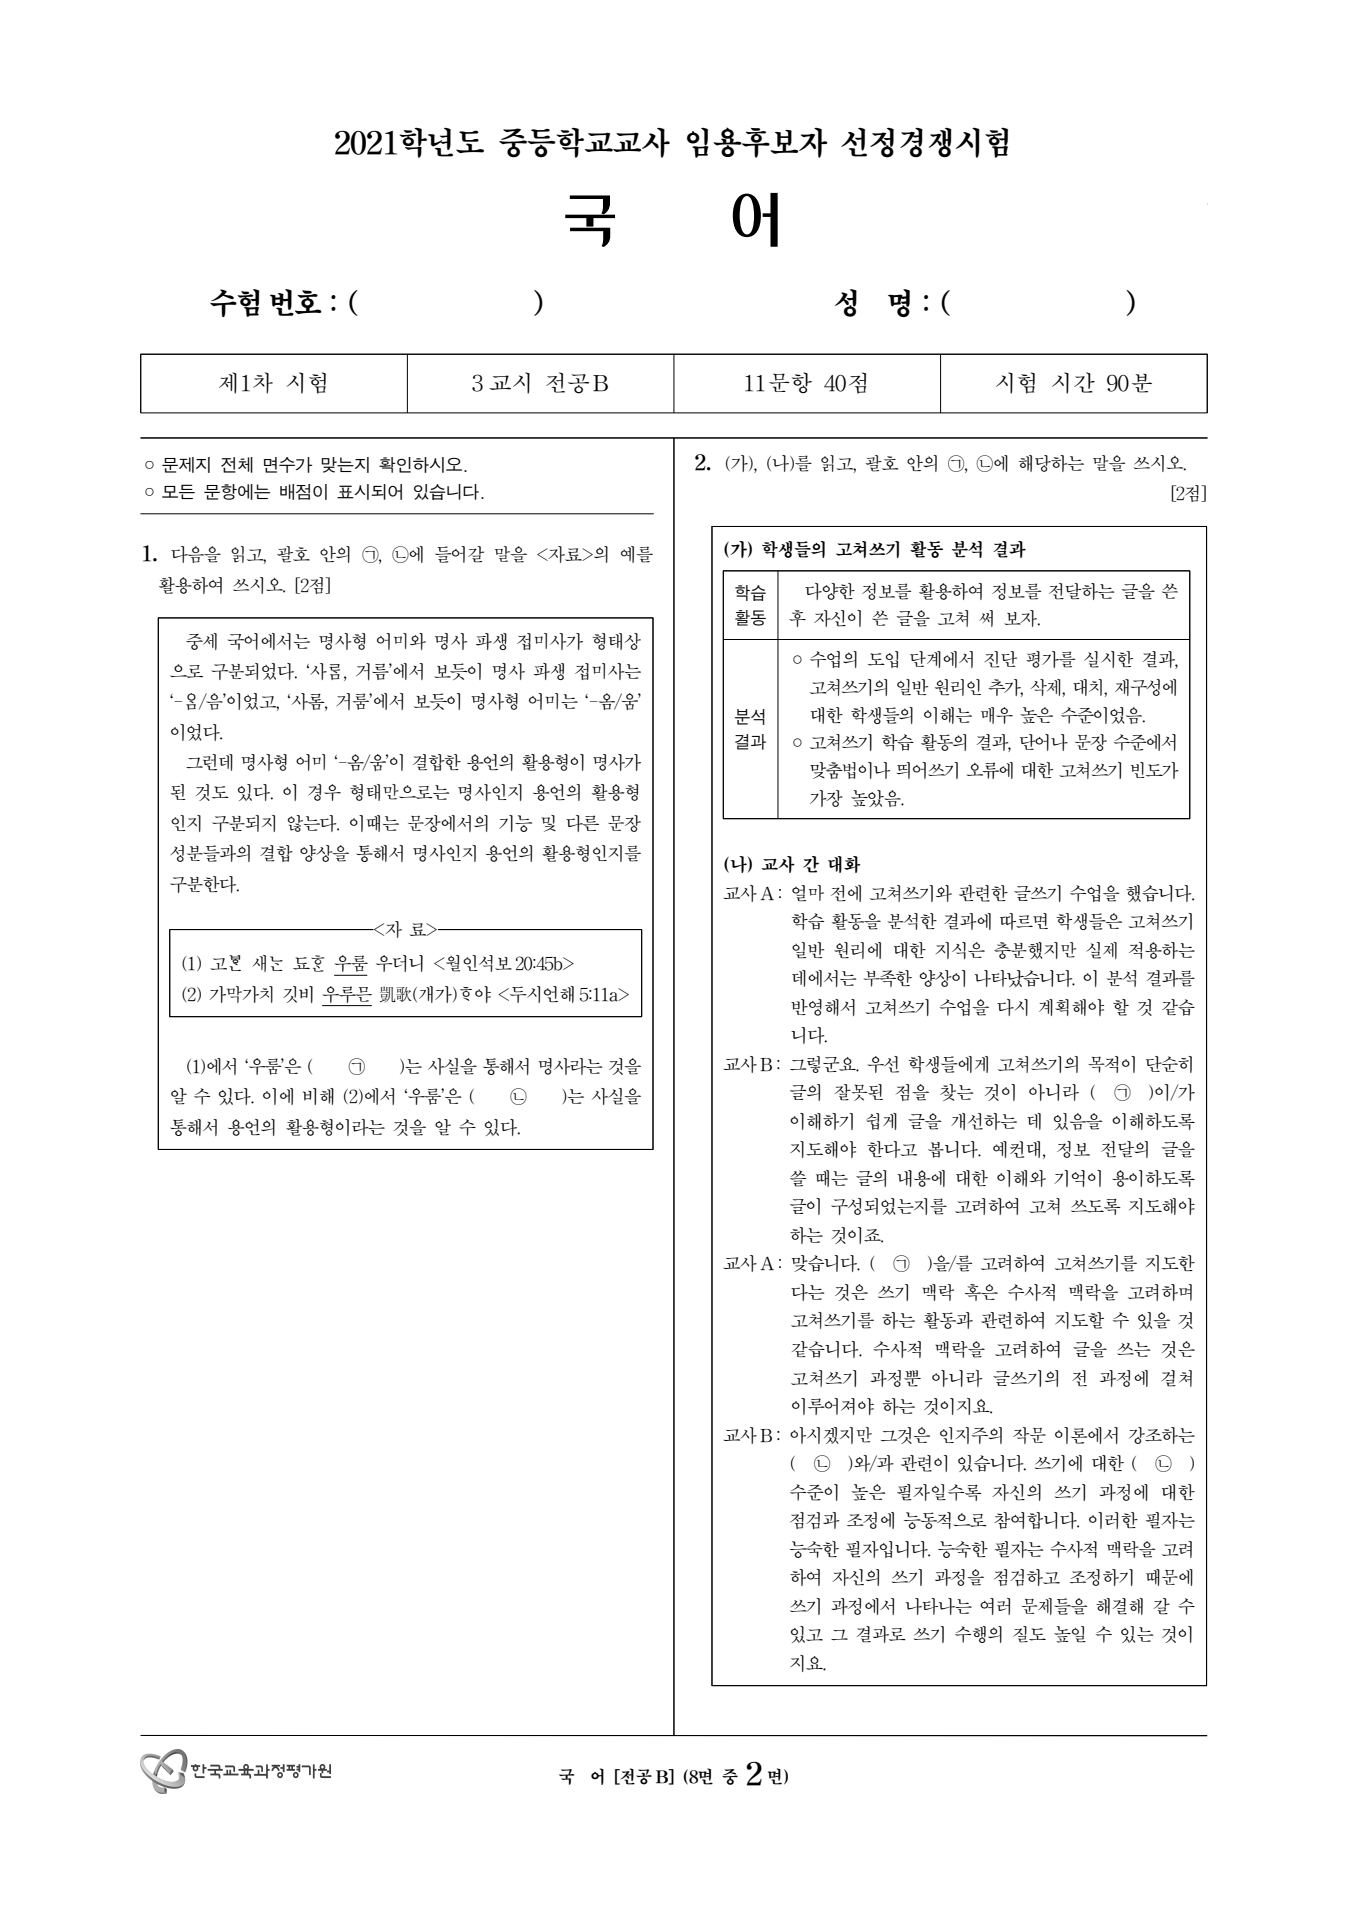 2021학년도 중등학교교사 임용후보자 선정경쟁시험
국 어
수험 번호 : ( )
성 명 : ( )
제1차 시험
3교시 전공B
11문항 40점
시험 시간 90분
○ 문제지 전체 면수가 맞는지 확인하시오.
○ 모든 문항에는 배점이 표시되어 있습니다.
1. 다음을 읽고, 괄호 안의 ㉠, ㉡에 들어갈 말을 <자료>의 예를
활용하여 쓰시오. [2점]
중세 국어에서는 명사형 어미와 명사 파생 접미사가 형태상
으로 구분되었다. ‘사ᄅᆞᆷ, 거름’에서 보듯이 명사 파생 접미사는
‘-ᄋᆞᆷ/음’이었고, ‘사롬, 거룸’에서 보듯이 명사형 어미는 ‘-옴/움’
이었다.
그런데 명사형 어미 ‘-옴/움’이 결합한 용언의 활용형이 명사가
된 것도 있다. 이 경우 형태만으로는 명사인지 용언의 활용형
인지 구분되지 않는다. 이때는 문장에서의 기능 및 다른 문장
성분들과의 결합 양상을 통해서 명사인지 용언의 활용형인지를
구분한다.
<자 료>
(1) 고ᄫᆞᆫ 새ᄂᆞᆫ 됴ᄒᆞᆫ 우룸 우더니 <월인석보 20:45b>
(2) 가막가치 깃비 우루믄 凱歌(개가)ᄒᆞ야 <두시언해 5:11a>
(1)에서 ‘우룸’은 ( ㉠ )는 사실을 통해서 명사라는 것을
알 수 있다. 이에 비해 (2)에서 ‘우룸’은 ( ㉡ )는 사실을
통해서 용언의 활용형이라는 것을 알 수 있다.
2. (가), (나)를 읽고, 괄호 안의 ㉠, ㉡에 해당하는 말을 쓰시오.
[2점]
(가) 학생들의 고쳐쓰기 활동 분석 결과
학습
활동
다양한 정보를 활용하여 정보를 전달하는 글을 쓴
후 자신이 쓴 글을 고쳐 써 보자.
분석
결과
○ 수업의 도입 단계에서 진단 평가를 실시한 결과,
고쳐쓰기의 일반 원리인 추가, 삭제, 대치, 재구성에
대한 학생들의 이해는 매우 높은 수준이었음.
○ 고쳐쓰기 학습 활동의 결과, 단어나 문장 수준에서
맞춤법이나 띄어쓰기 오류에 대한 고쳐쓰기 빈도가
가장 높았음.
(나) 교사 간 대화
교사 A : 얼마 전에 고쳐쓰기와 관련한 글쓰기 수업을 했습니다.
학습 활동을 분석한 결과에 따르면 학생들은 고쳐쓰기
일반 원리에 대한 지식은 충분했지만 실제 적용하는
데에서는 부족한 양상이 나타났습니다. 이 분석 결과를
반영해서 고쳐쓰기 수업을 다시 계획해야 할 것 같습
니다.
교사 B : 그렇군요. 우선 학생들에게 고쳐쓰기의 목적이 단순히
글의 잘못된 점을 찾는 것이 아니라 ( ㉠ )이/가
이해하기 쉽게 글을 개선하는 데 있음을 이해하도록
지도해야 한다고 봅니다. 예컨대, 정보 전달의 글을
쓸 때는 글의 내용에 대한 이해와 기억이 용이하도록
글이 구성되었는지를 고려하여 고쳐 쓰도록 지도해야
하는 것이죠.
교사 A : 맞습니다. ( ㉠ )을/를 고려하여 고쳐쓰기를 지도한
다는 것은 쓰기 맥락 혹은 수사적 맥락을 고려하며
고쳐쓰기를 하는 활동과 관련하여 지도할 수 있을 것
같습니다. 수사적 맥락을 고려하여 글을 쓰는 것은
고쳐쓰기 과정뿐 아니라 글쓰기의 전 과정에 걸쳐
이루어져야 하는 것이지요.
교사 B : 아시겠지만 그것은 인지주의 작문 이론에서 강조하는
( ㉡ )와/과 관련이 있습니다. 쓰기에 대한 ( ㉡ )
수준이 높은 필자일수록 자신의 쓰기 과정에 대한
점검과 조정에 능동적으로 참여합니다. 이러한 필자는
능숙한 필자입니다. 능숙한 필자는 수사적 맥락을 고려
하여 자신의 쓰기 과정을 점검하고 조정하기 때문에
쓰기 과정에서 나타나는 여러 문제들을 해결해 갈 수
있고 그 결과로 쓰기 수행의 질도 높일 수 있는 것이
지요.
한국교육과정평가원
국 어 [전공 B] (8면 중 2 면)